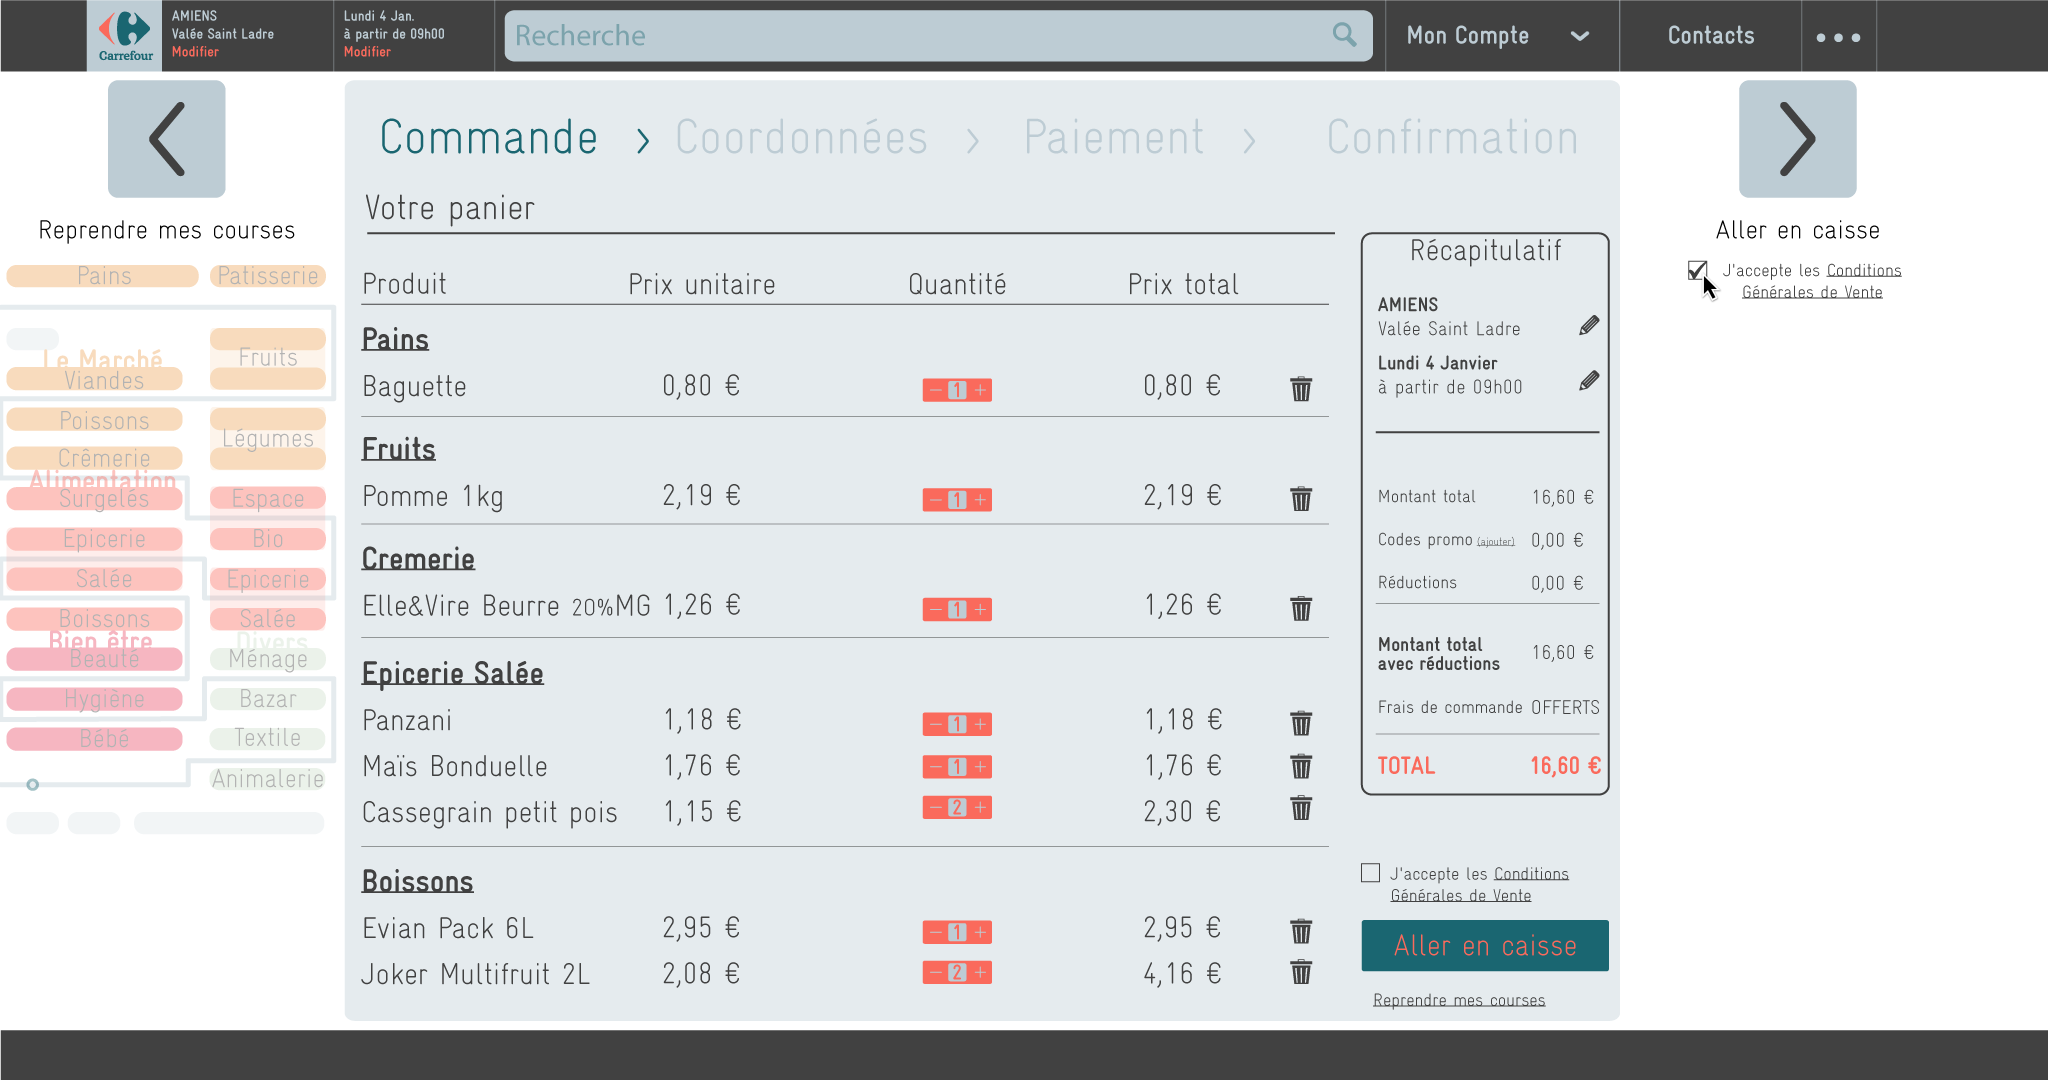 Carrefour
AMIENS
Valée Saint Ladre
Modifier
Lundi 4 Jan.
à partir de 09h00
Modifier
Recherche
Mon Compte
Contacts
Reprendre mes courses
Pains
Patisserie
Le Marché
Fruits
Viandes
Poissons
Légumes
Crêmerie
Alimentation
Surgelés
Espace
Epicerie
Bio
Salée
Epicerie
Boissons
Salée
Bien être
Divers
Beauté
Ménage
Hygiène
Bazar
Bébé
Textile
Animalerie
Commande > Coordonnées > Paiement > Confirmation
Votre panier
Produit Prix unitaire Quantité Prix total
Pains
Baguette 0,80 € - 1 + 0,80 €
Fruits
Pomme 1kg 2,19 € - 1 + 2,19 €
Cremerie
Elle&Vire Beurre 20%MG 1,26 € - 1 + 1,26 €
Epicerie Salée
Panzani 1,18 € - 1 + 1,18 €
Maïs Bonduelle 1,76 € - 1 + 1,76 €
Cassegrain petit pois 1,15 € - 2 + 2,30 €
Boissons
Evian Pack 6L 2,95 € - 1 + 2,95 €
Joker Multifruit 2L 2,08 € - 2 + 4,16 €
Récapitulatif
AMIENS
Valée Saint Ladre
Lundi 4 Janvier
à partir de 09h00
Montant total 16,60 €
Codes promo (ajouter) 0,00 €
Réductions 0,00 €
Montant total
avec réductions 16,60 €
Frais de commande OFFERTS
TOTAL 16,60 €
J'accepte les Conditions
Générales de Vente
Aller en caisse
Reprendre mes courses
Aller en caisse
J'accepte les Conditions
Générales de Vente